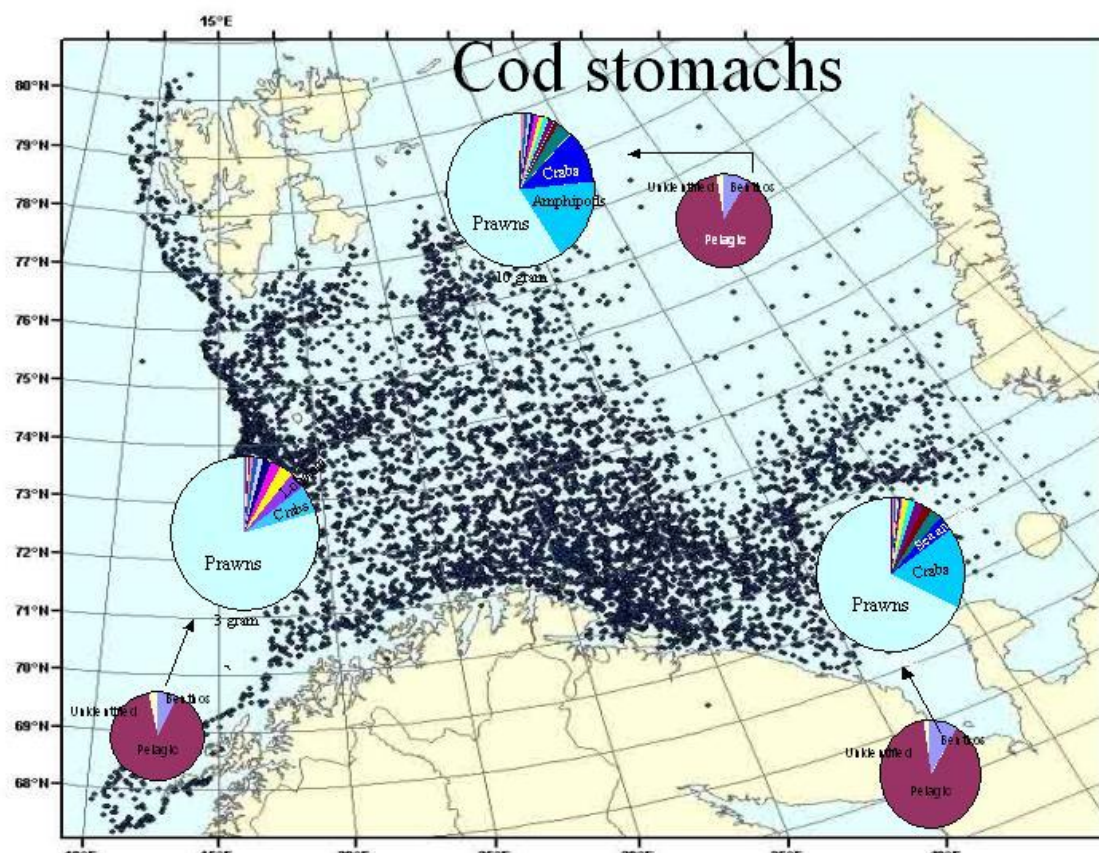 15°E
Cod stomachs
80°N
79°N
78°N
77°N
76°N
75°N
74°N
73°N
72°N
71°N
70°N
69°N
68°N
Crabs
Amphipods
Prawns
10 gram
Unidentified
Benthos
Pelagic
Crabs
Prawns
3 gram
Crabs
Prawns
Unidentified
Benthos
Pelagic
Unidentified
Benthos
Pelagic